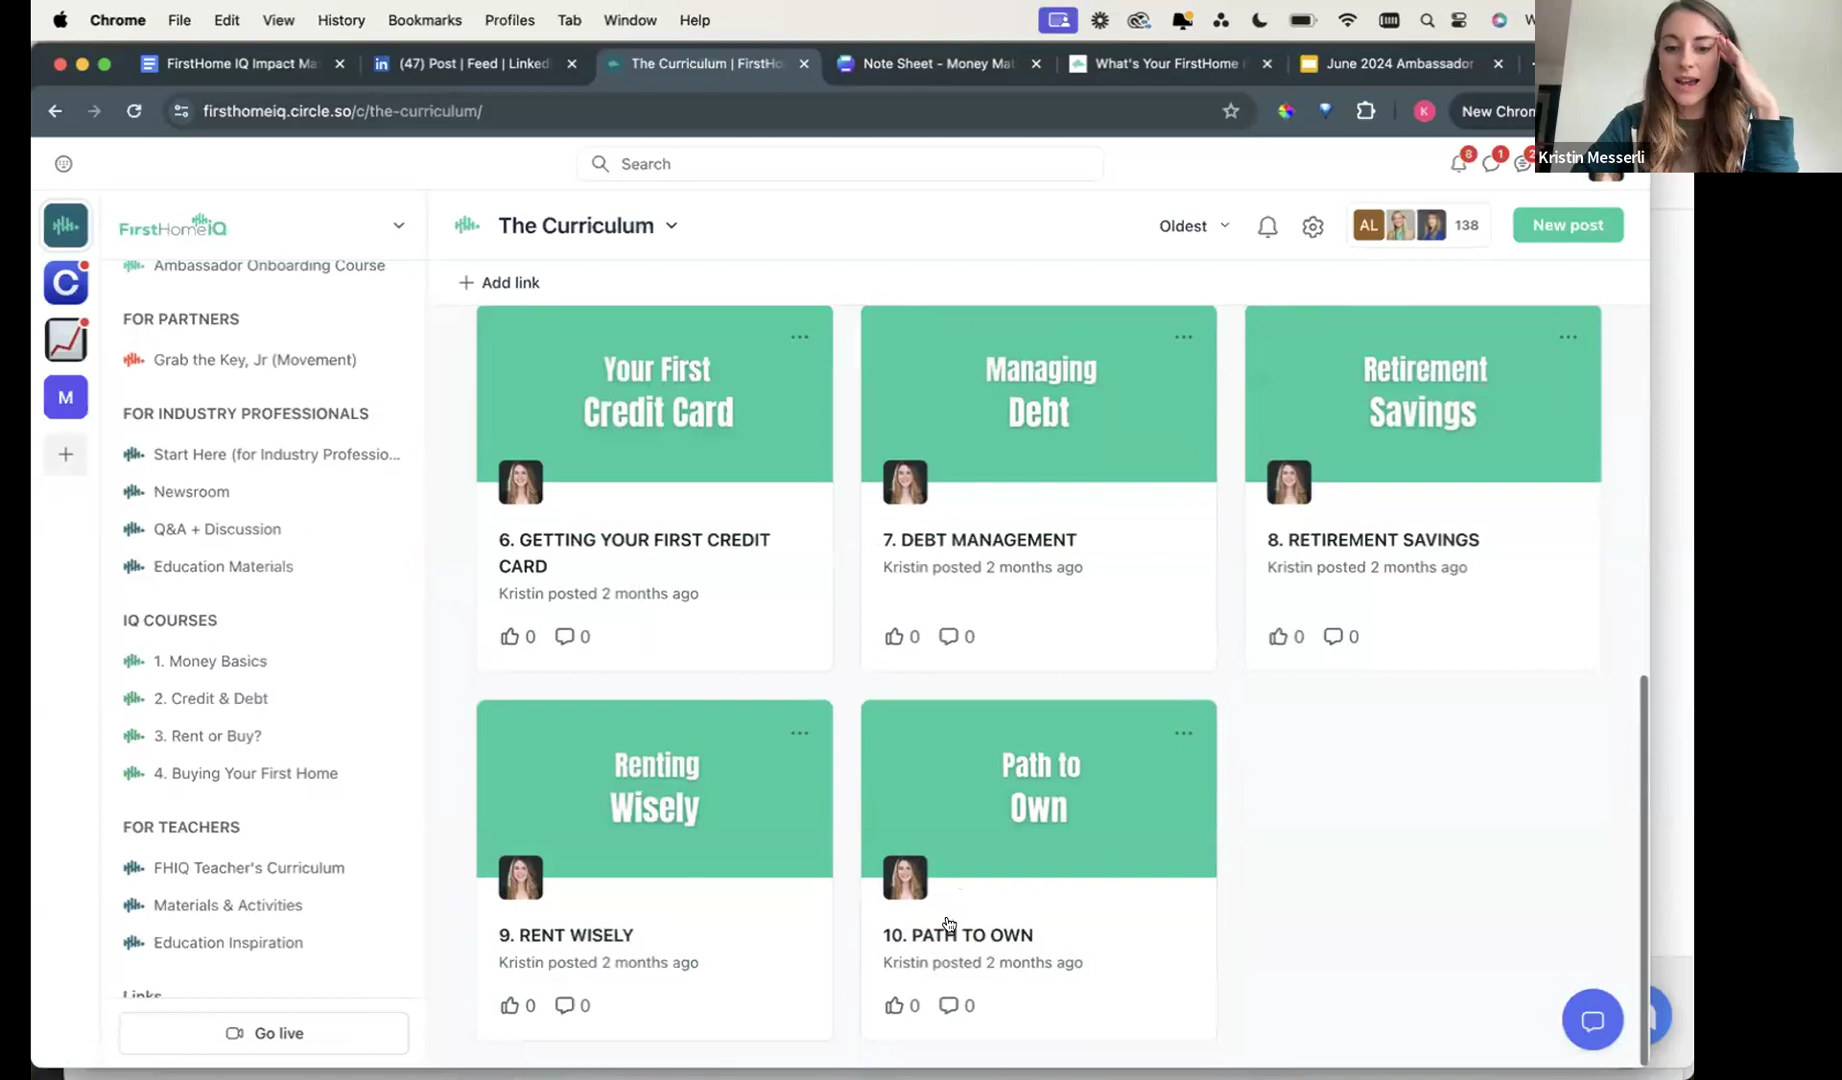 Chrome File Edit View History Bookmarks Profiles Tab Window Help
FirstHome IQ Impact Ma
(47) Post | Feed | Linked
The Curriculum | FirstHo
Note Sheet - Money Mat
What's Your FirstHome
June 2024 Ambassador
firsthomeiq.circle.so/c/the-curriculum/
K
New Chrom
Kristin Messerli
Search
8
1
2
FirstHomeIQ
The Curriculum
Oldest
AL
138
New post
Add link
C
M
Ambassador Onboarding Course
FOR PARTNERS
Grab the Key, Jr (Movement)
FOR INDUSTRY PROFESSIONALS
Start Here (for Industry Professio...
Newsroom
Q&A + Discussion
Education Materials
IQ COURSES
1. Money Basics
2. Credit & Debt
3. Rent or Buy?
4. Buying Your First Home
FOR TEACHERS
FHIQ Teacher's Curriculum
Materials & Activities
Education Inspiration
Links
Go live
Your First
Credit Card
6. GETTING YOUR FIRST CREDIT
CARD
Kristin posted 2 months ago
0 0
Managing
Debt
7. DEBT MANAGEMENT
Kristin posted 2 months ago
0 0
Retirement
Savings
8. RETIREMENT SAVINGS
Kristin posted 2 months ago
0 0
Renting
Wisely
9. RENT WISELY
Kristin posted 2 months ago
0 0
Path to
Own
10. PATH TO OWN
Kristin posted 2 months ago
0 0